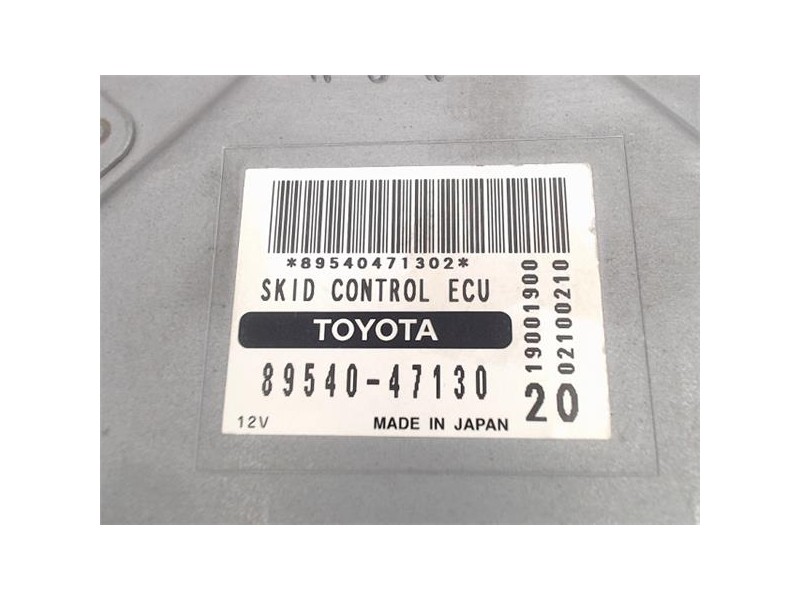 *89540471302*
SKID CONTROL ECU
TOYOTA
89540-47130
12V MADE IN JAPAN
19001900
02100210
20